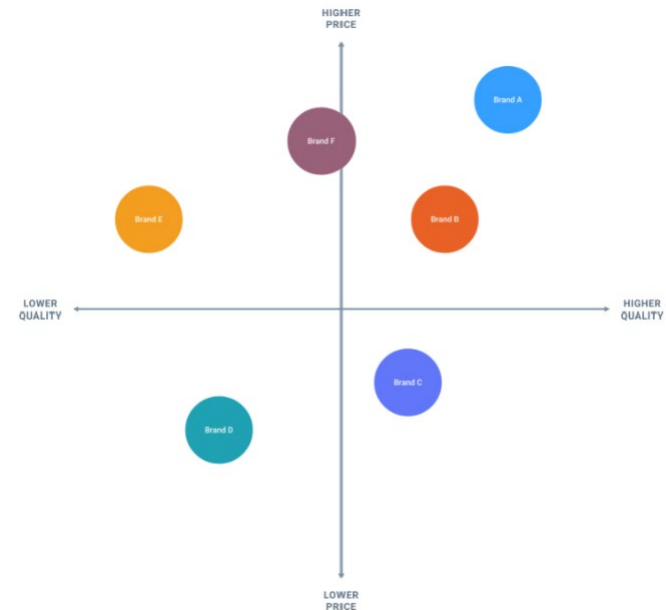 HIGHER
PRICE
Brand A
Brand F
Brand E
Brand B
LOWER
QUALITY
HIGHER
QUALITY
Brand C
Brand D
LOWER
PRICE